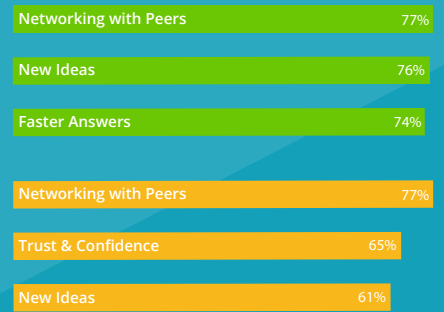 Networking with Peers 77%
New Ideas 76%
Faster Answers 74%
Networking with Peers 77%
Trust & Confidence 65%
New Ideas 61%